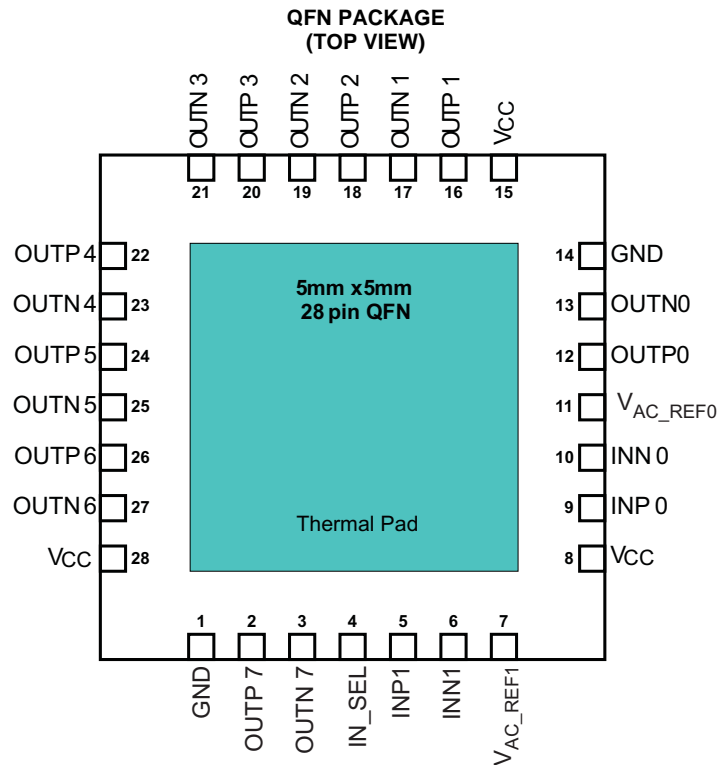 QFN PACKAGE
(TOP VIEW)
OUTN 3
OUTP 3
OUTN 2
OUTP 2
OUTN 1
OUTP 1
VCC
21
20
19
18
17
16
15
OUTP 4 22
OUTN 4 23
OUTP 5 24
OUTN 5 25
OUTP 6 26
OUTN 6 27
VCC 28
5mm x5mm
28 pin QFN
Thermal Pad
14 GND
13 OUTN0
12 OUTP0
11 VAC_REF0
10 INN 0
9 INP 0
8 VCC
1
2
3
4
5
6
7
GND
OUTP 7
OUTN 7
IN_SEL
INP1
INN1
VAC_REF1